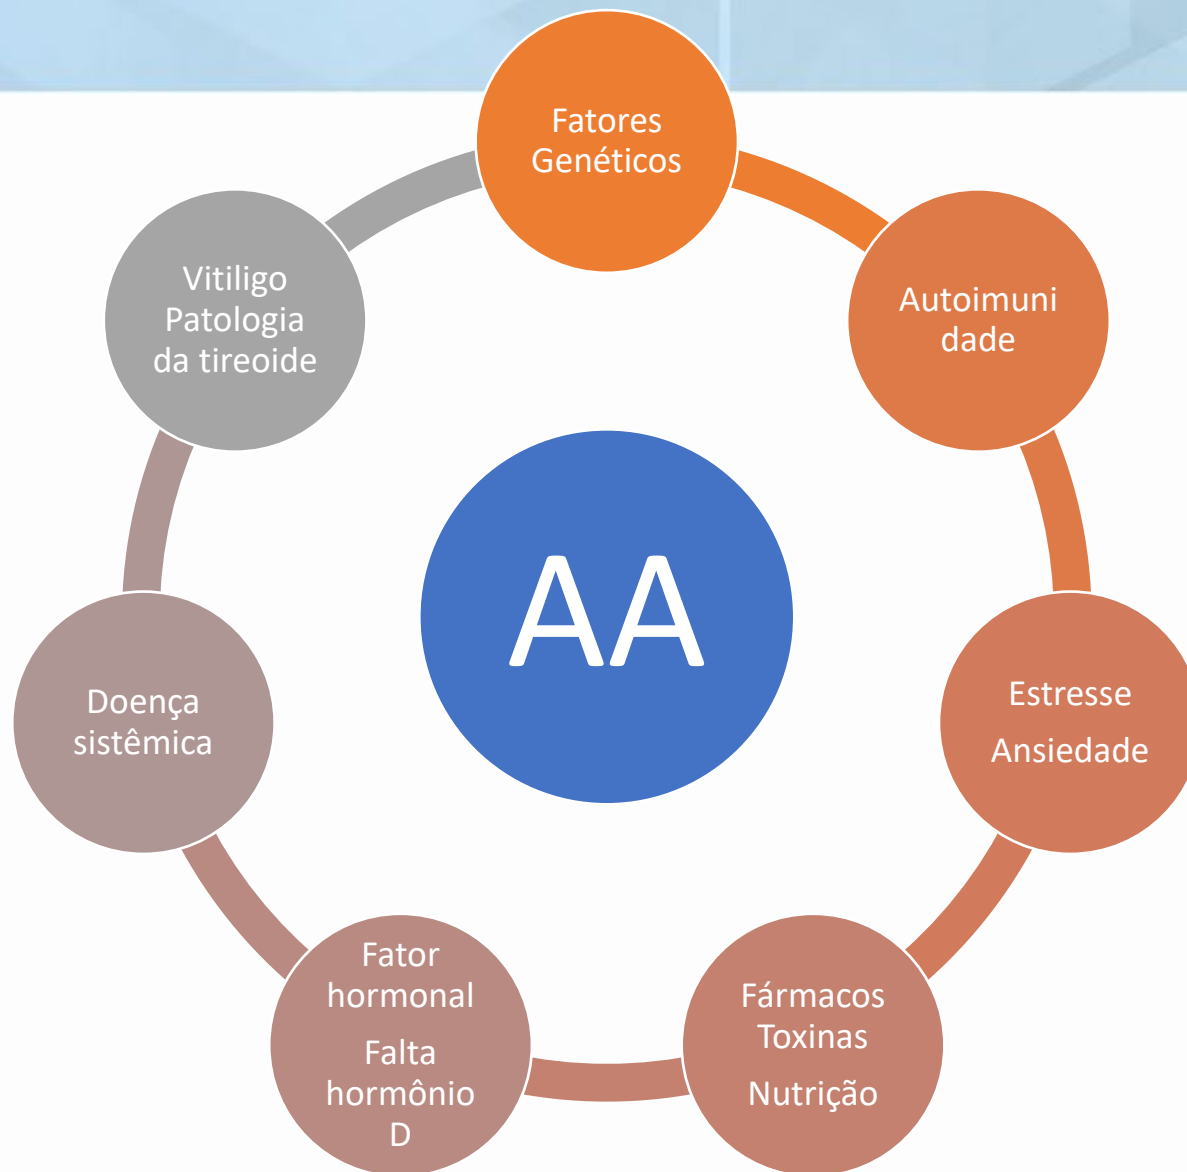 Fatores
Genéticos
Autoimuni
dade
Estresse
Ansiedade
Fármacos
Toxinas
Nutrição
Fator
hormonal
Falta
hormônio
D
Doença
sistêmica
Vitiligo
Patologia
da tireoide
AA